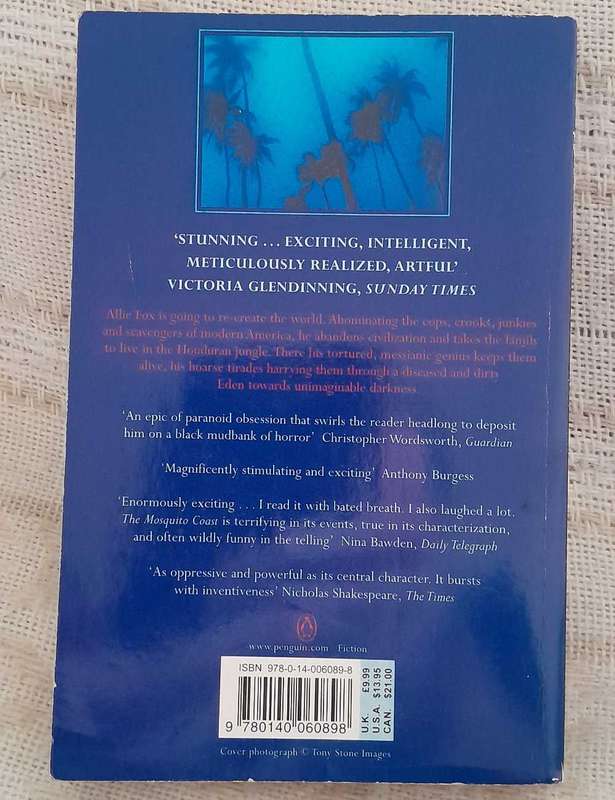 ‘STUNNING ... EXCITING, INTELLIGENT,
METICULOUSLY REALIZED, ARTFUL’
VICTORIA GLENDINNING, SUNDAY TIMES
Allie Fox is going to re-create the world. Abominating the cops, crooks, junkies
and scavengers of modern America, he abandons civilization and takes the family
to live in the Honduran jungle. There his tortured, messianic genius keeps them
alive, his hoarse tirades harrying them through a diseased and dirty
Eden towards unimaginable darkness
‘An epic of paranoid obsession that swirls the reader headlong to deposit
him on a black mudbank of horror’ Christopher Wordsworth, Guardian
‘Magnificently stimulating and exciting’ Anthony Burgess
‘Enormously exciting ... I read it with bated breath. I also laughed a lot.
The Mosquito Coast is terrifying in its events, true in its characterization,
and often wildly funny in the telling’ Nina Bawden, Daily Telegraph
‘As oppressive and powerful as its central character. It bursts
with inventiveness’ Nicholas Shakespeare, The Times
www.penguin.com Fiction
ISBN 978-0-14-006089-8
9 780140 060898
U.K. £9.99
U.S.A. $13.95
CAN. $21.00
Cover photograph © Tony Stone Images